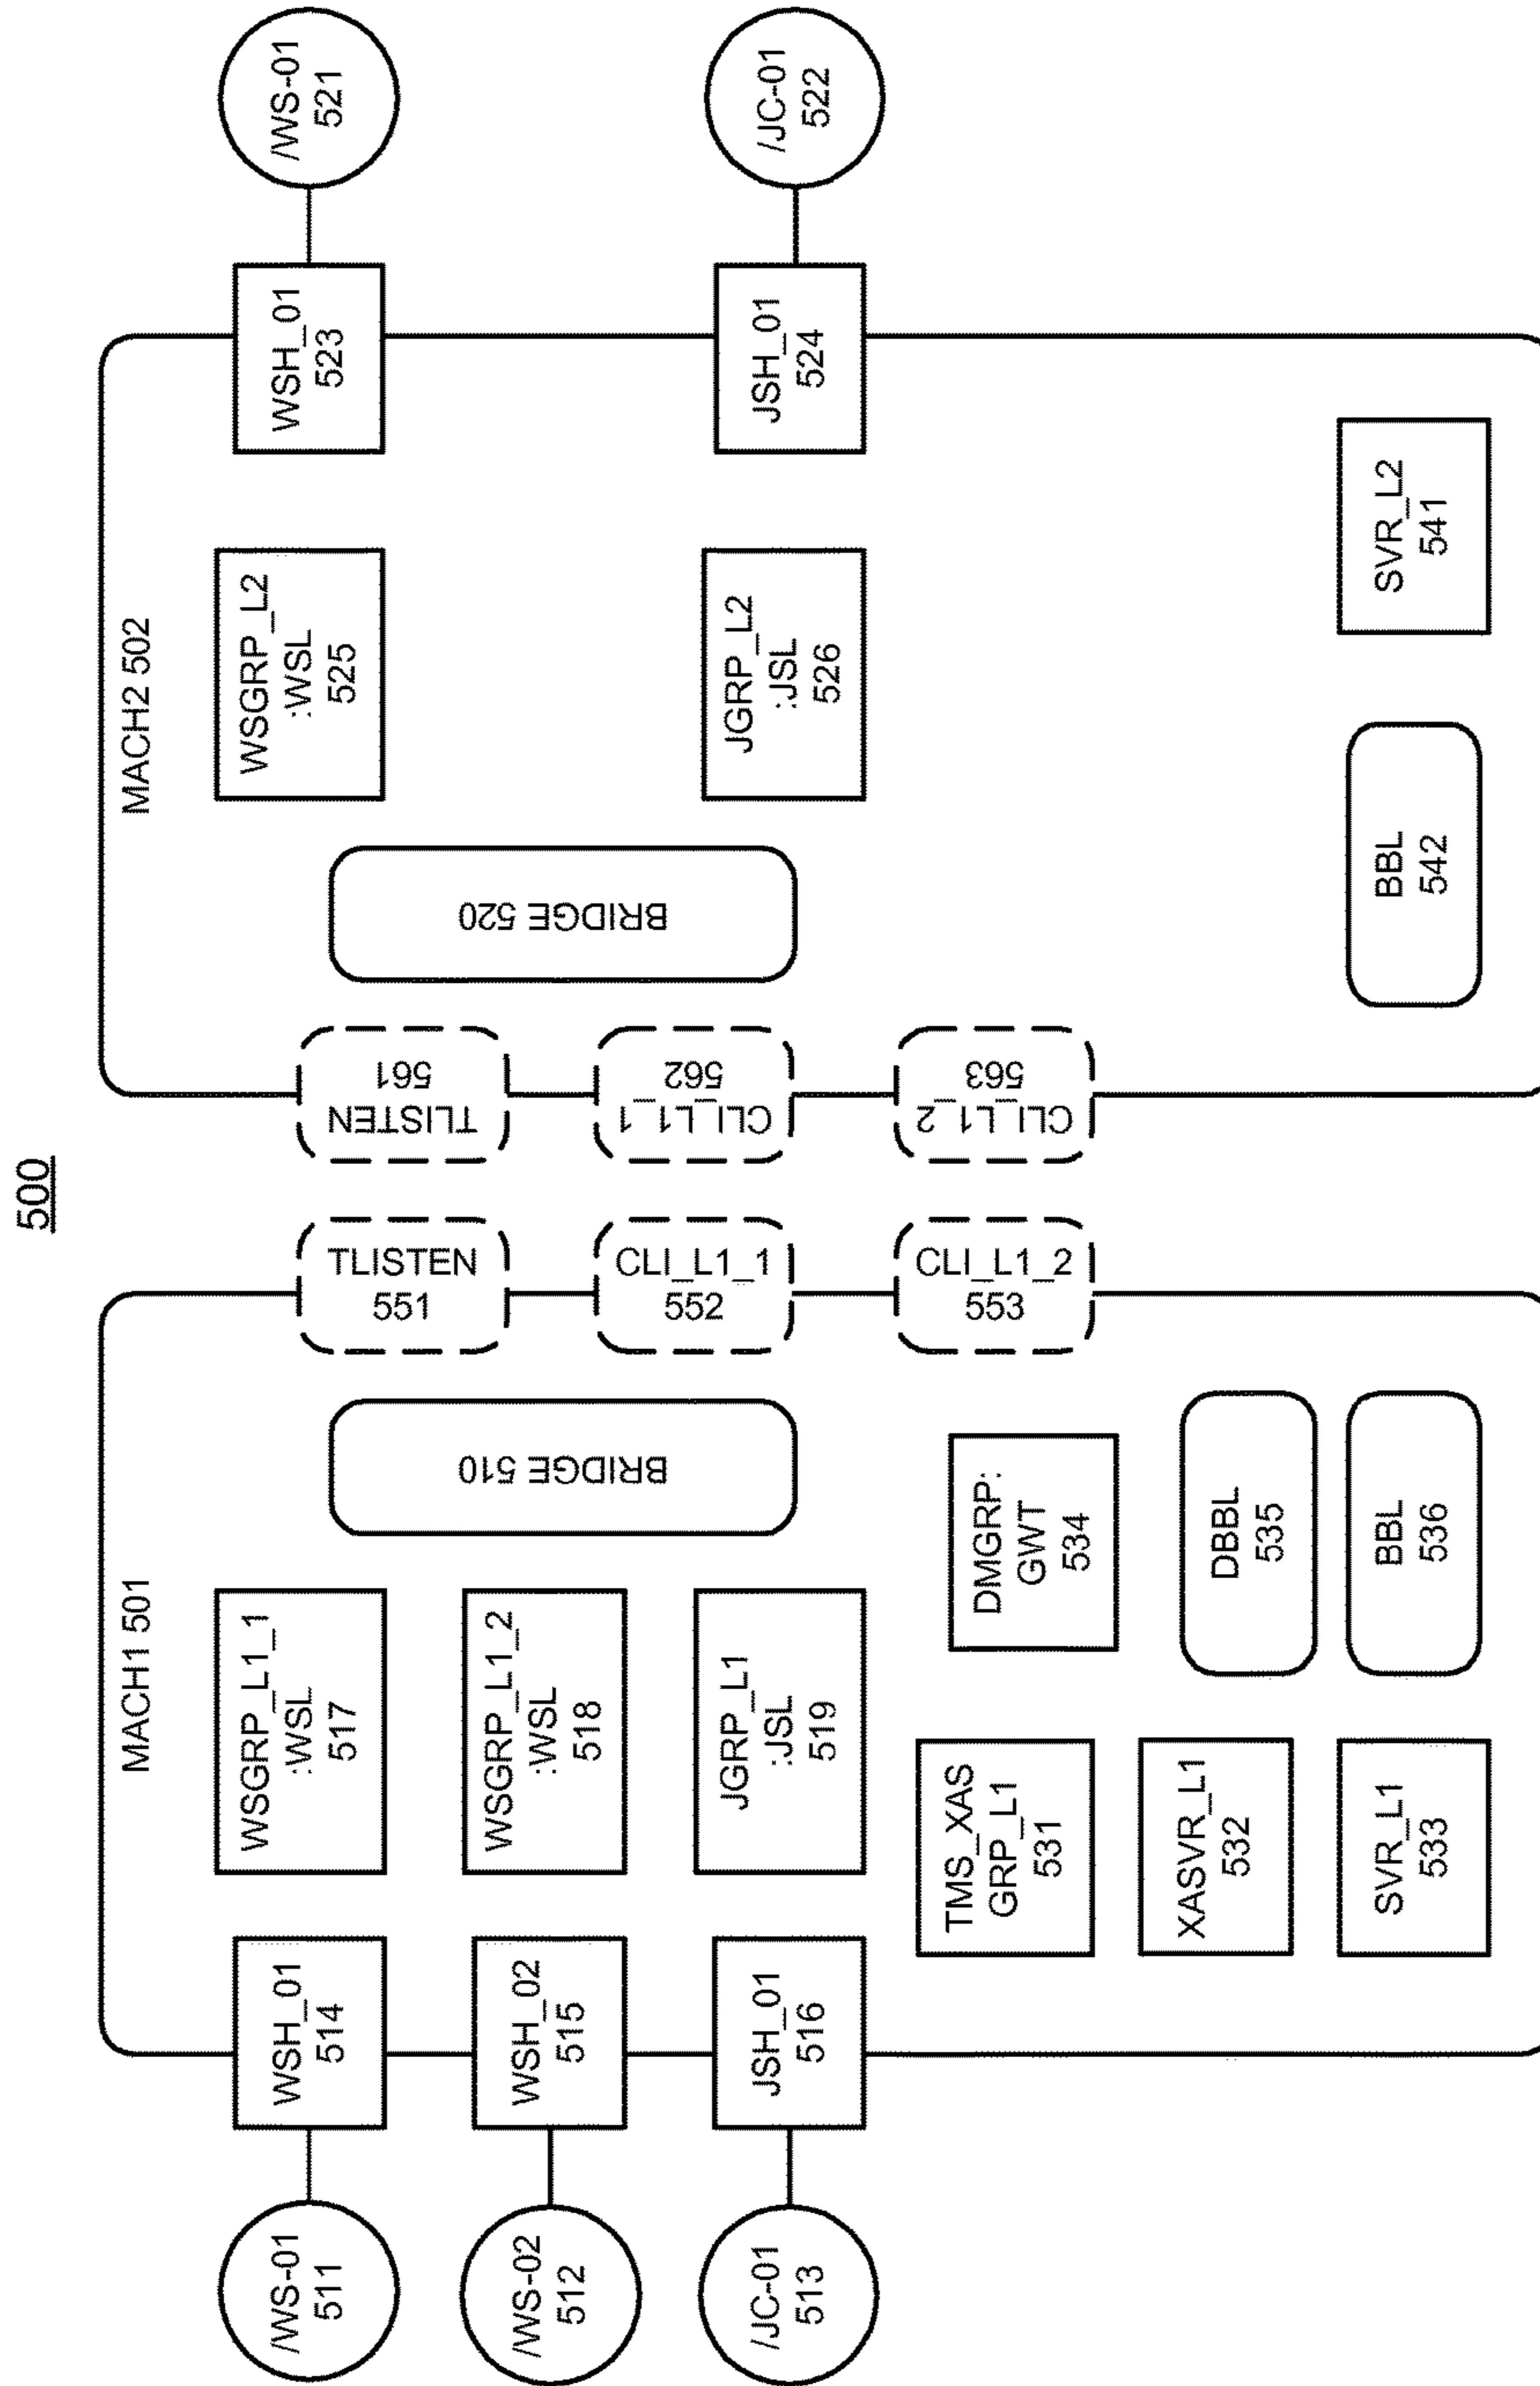 500
MACH1 501
/WS-01
511
WSH_01
514
WSGRP_L1_1
:WSL
517
/WS-02
512
WSH_02
515
WSGRP_L1_2
:WSL
518
/JC-01
513
JSH_01
516
JGRP_L1
:JSL
519
BRIDGE 510
TLISTEN
551
CLI_L1_1
552
CLI_L1_2
553
TMS_XAS
GRP_L1
531
DMGRP:
GWT
534
XASVR_L1
532
DBBL
535
SVR_L1
533
BBL
536
MACH2 502
TLISTEN
561
CLI_L1_1
562
CLI_L1_2
563
BRIDGE 520
WSGRP_L2
:WSL
525
WSH_01
523
/WS-01
521
JGRP_L2
:JSL
526
JSH_01
524
/JC-01
522
BBL
542
SVR_L2
541